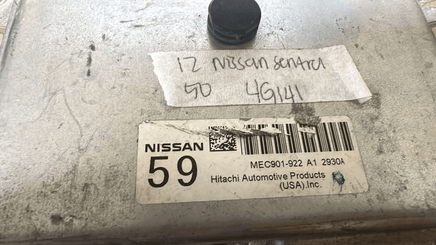 12 Nissan Sentra
50 4G141
NISSAN
59
MEC901-922 A1 2930A
Hitachi Automotive Products
(USA).Inc.